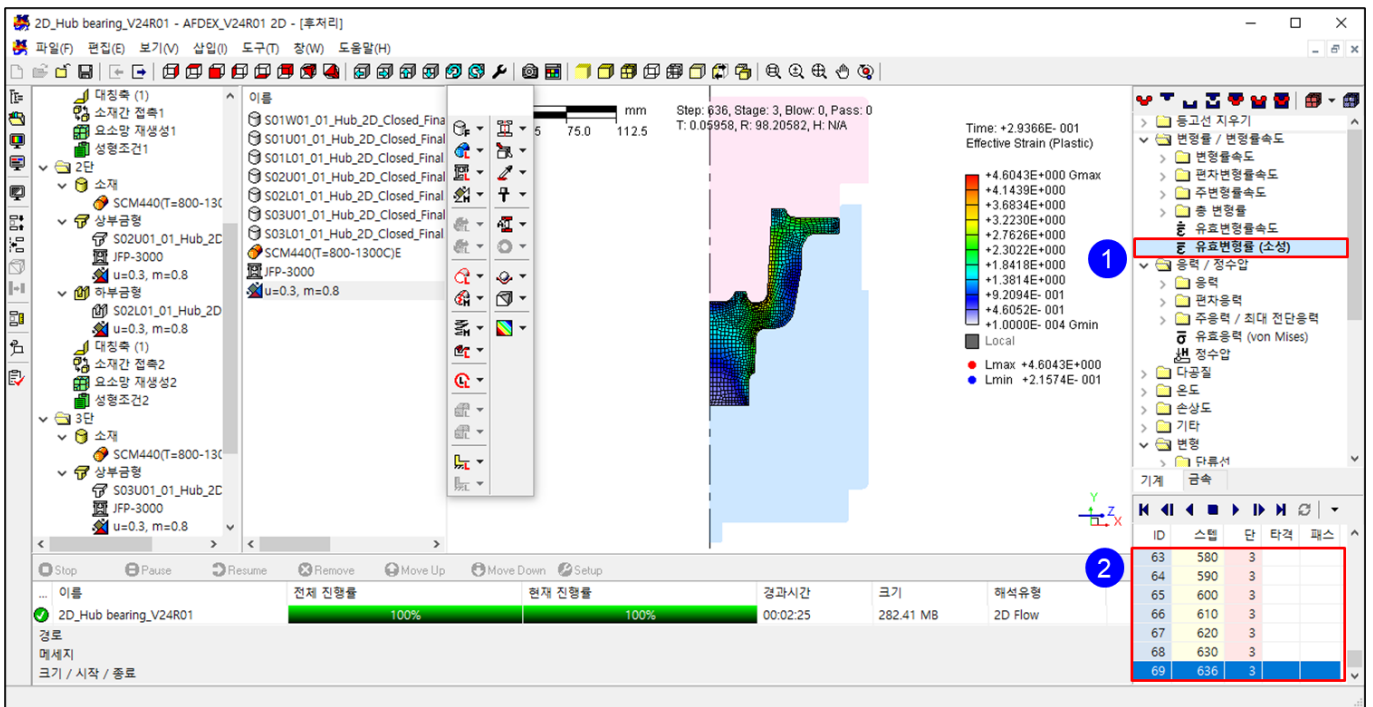 2D_Hub bearing_V24R01 - AFDEX_V24R01 2D - [후처리]
파일(F) 편집(E) 보기(V) 삽입(I) 도구(T) 창(W) 도움말(H)
대칭축 (1)
소재간 접촉1
요소망 재생성1
성형조건1
2단
소재
SCM440(T=800-130
상부금형
S02U01_01_Hub_2D
JFP-3000
u=0.3, m=0.8
하부금형
S02L01_01_Hub_2D
u=0.3, m=0.8
대칭축 (1)
소재간 접촉2
요소망 재생성2
성형조건2
3단
소재
SCM440(T=800-130
상부금형
S03U01_01_Hub_2D
JFP-3000
u=0.3, m=0.8
이름
S01W01_01_Hub_2D_Closed_Fina
S01U01_01_Hub_2D_Closed_Final
S01L01_01_Hub_2D_Closed_Final
S02U01_01_Hub_2D_Closed_Final
S02L01_01_Hub_2D_Closed_Final
S03U01_01_Hub_2D_Closed_Final
S03L01_01_Hub_2D_Closed_Final
SCM440(T=800-1300C)E
JFP-3000
u=0.3, m=0.8
mm
5 75.0 112.5
Step: 636, Stage: 3, Blow: 0, Pass: 0
T: 0.05958, R: 98.20582, H: N/A
Time: +2.9366E- 001
Effective Strain (Plastic)
+4.6043E+000 Gmax
+4.1439E+000
+3.6834E+000
+3.2230E+000
+2.7626E+000
+2.3022E+000
+1.8418E+000
+1.3814E+000
+9.2094E- 001
+4.6052E- 001
+1.0000E- 004 Gmin
Local
Lmax +4.6043E+000
Lmin +2.1574E- 001
Y
Z
X
1
등고선 지우기
변형률 / 변형률속도
변형률속도
편차변형률속도
주변형률속도
총 변형률
유효변형률속도
유효변형률 (소성)
응력 / 정수압
응력
편차응력
주응력 / 최대 전단응력
유효응력 (von Mises)
정수압
다공질
온도
손상도
기타
변형
단류선
기계 금속
2
ID 스텝 단 타격 패스
63 580 3
64 590 3
65 600 3
66 610 3
67 620 3
68 630 3
69 636 3
Stop Pause Resume Remove Move Up Move Down Setup
... 이름 전체 진행률 현재 진행률 경과시간 크기 해석유형
2D_Hub bearing_V24R01 100% 100% 00:02:25 282.41 MB 2D Flow
경로
메세지
크기 / 시작 / 종료